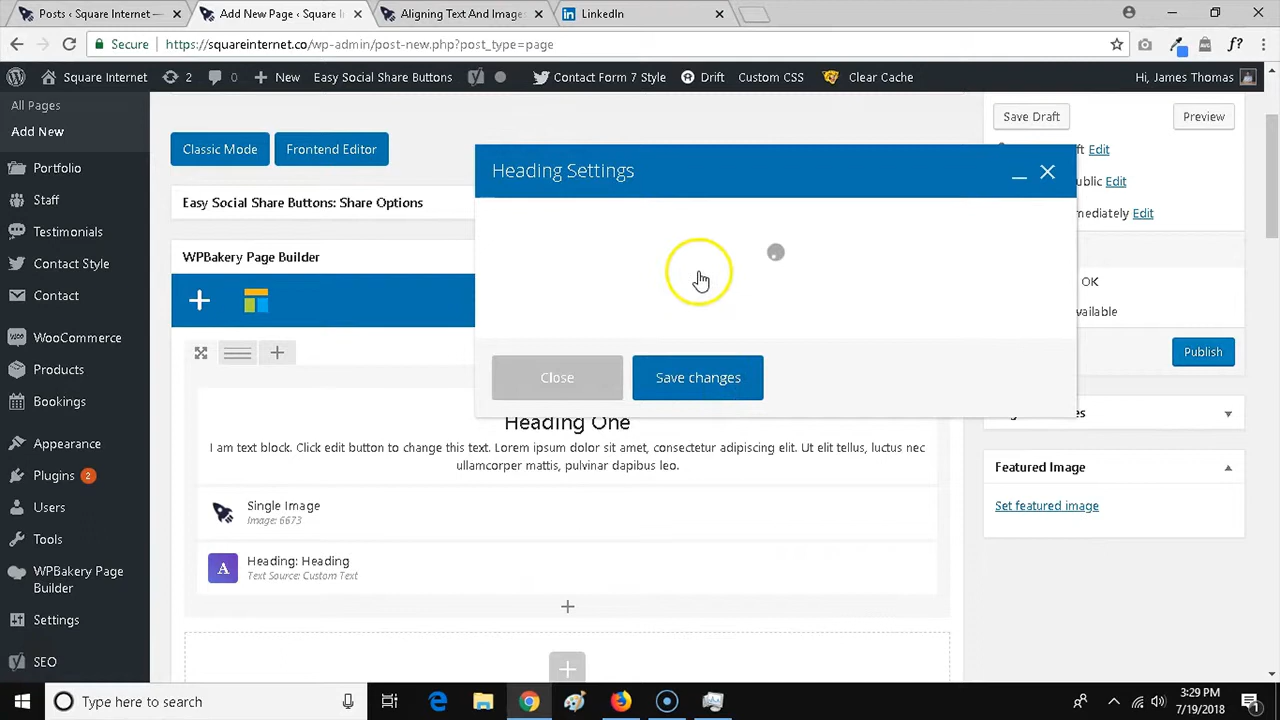 Posts ‹ Square Internet —
Add New Page ‹ Square I
Aligning Text And Images
LinkedIn
Secure
https://squareinternet.co/wp-admin/post-new.php?post_type=page
f?
Square Internet
2
0
New
Easy Social Share Buttons
Contact Form 7 Style
Drift
Custom CSS
Clear Cache
Hi, James Thomas
All Pages
Add New
Portfolio
Staff
Testimonials
Contact Style
Contact
WooCommerce
Products
Bookings
Appearance
Plugins 2
Users
Tools
WPBakery Page
Builder
Settings
SEO
Classic Mode
Frontend Editor
Easy Social Share Buttons: Share Options
WPBakery Page Builder
Heading Settings
Close
Save changes
Heading One
I am text block. Click edit button to change this text. Lorem ipsum dolor sit amet, consectetur adipiscing elit. Ut elit tellus, luctus nec
ullamcorper mattis, pulvinar dapibus leo.
Single Image
Image: 6673
A
Heading: Heading
Text Source: Custom Text
Save Draft
Preview
Edit
Edit
Edit
OK
Publish
Featured Image
Set featured image
Type here to search
3:29 PM
7/19/2018
1